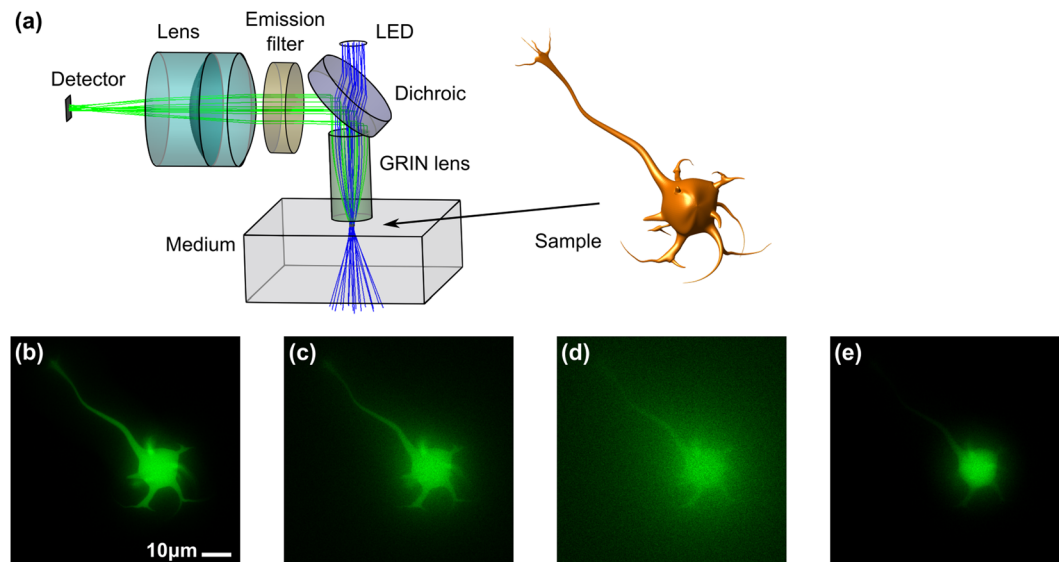 (a)
LED
Emission
filter
Lens
Detector
Dichroic
GRIN lens
Medium
Sample
(b)
(c)
(d)
(e)
10µm